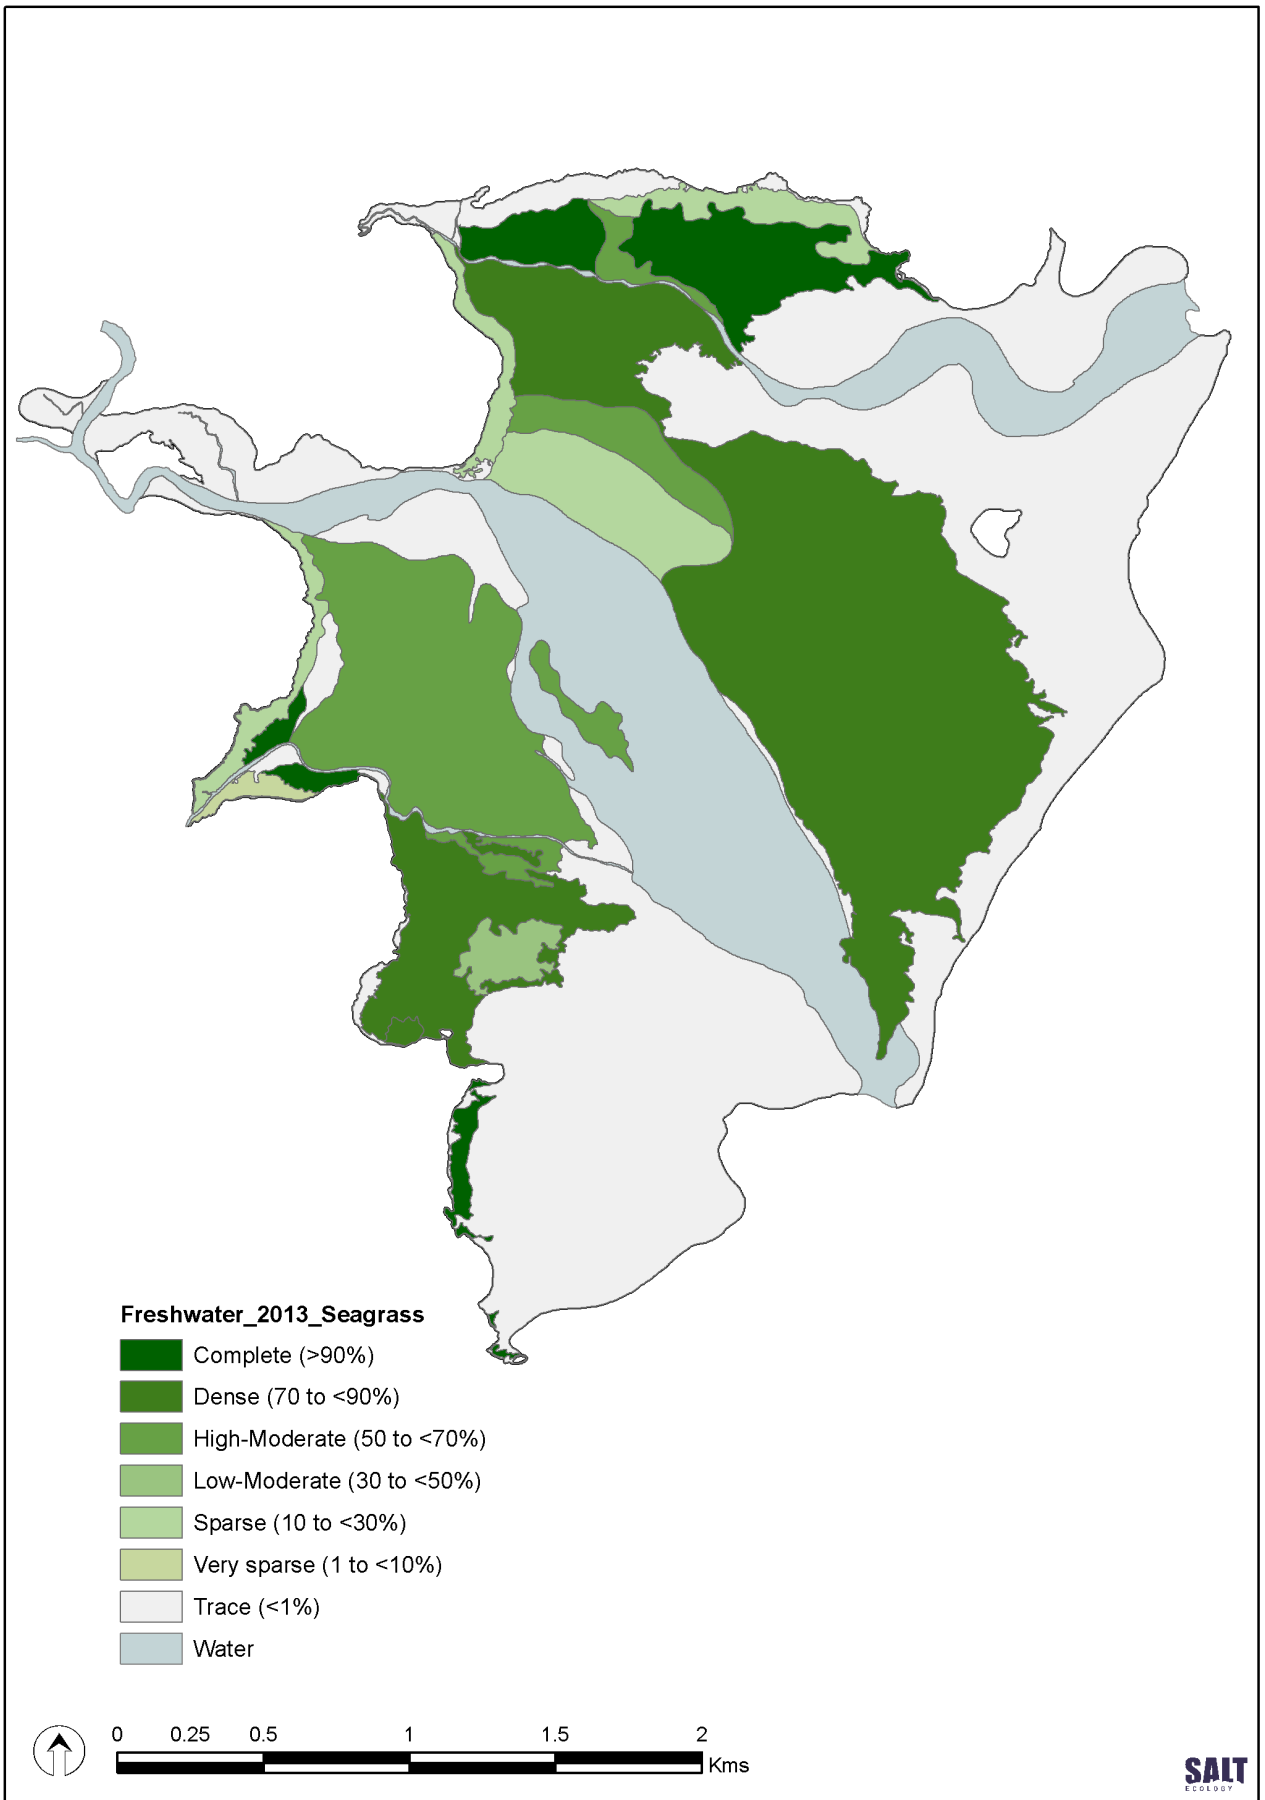 Freshwater_2013_Seagrass
Complete (>90%)
Dense (70 to <90%)
High-Moderate (50 to <70%)
Low-Moderate (30 to <50%)
Sparse (10 to <30%)
Very sparse (1 to <10%)
Trace (<1%)
Water
0 0.25 0.5 1 1.5 2
Kms
SALT
ECOLOGY